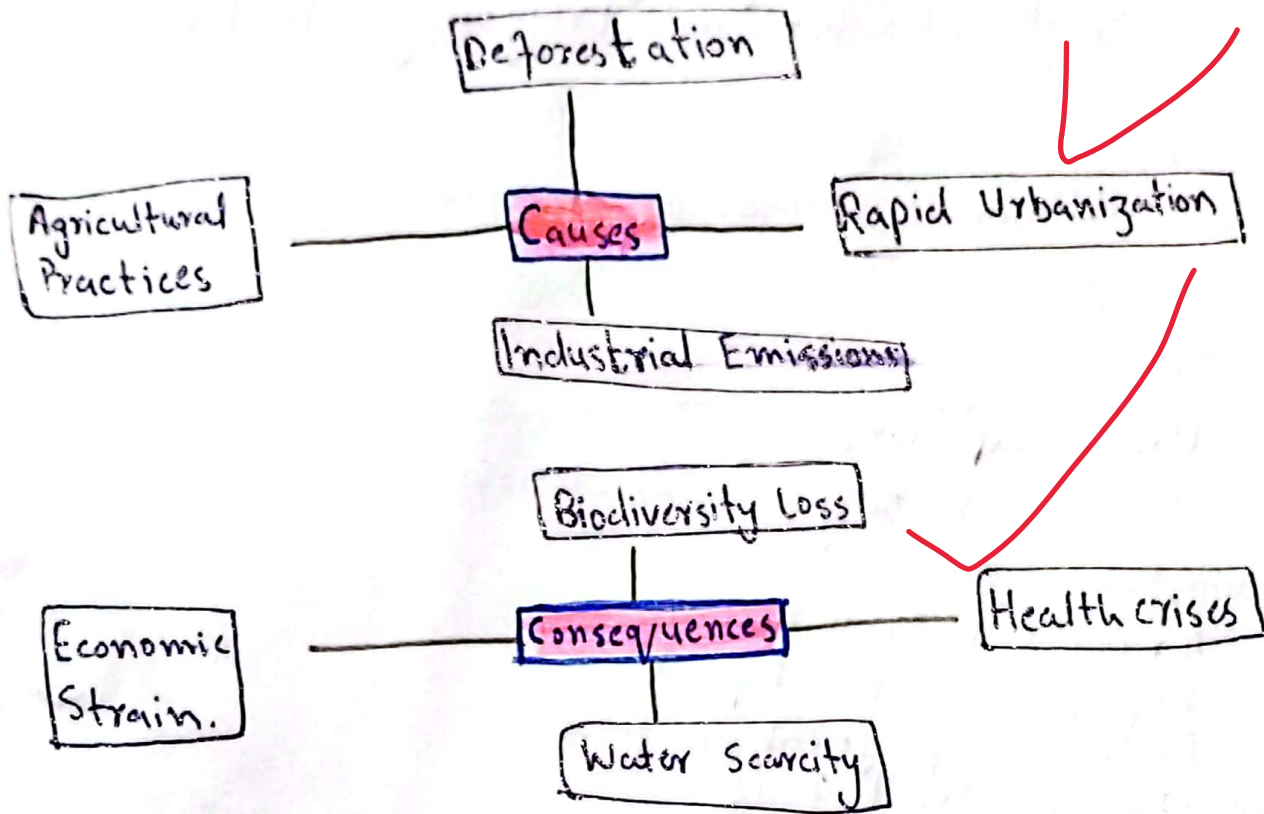 Deforestation
Agricultural
Practices
Causes
Rapid Urbanization
Industrial Emissions
Biodiversity Loss
Economic
Strain.
Consequences
Health crises
Water Scarcity